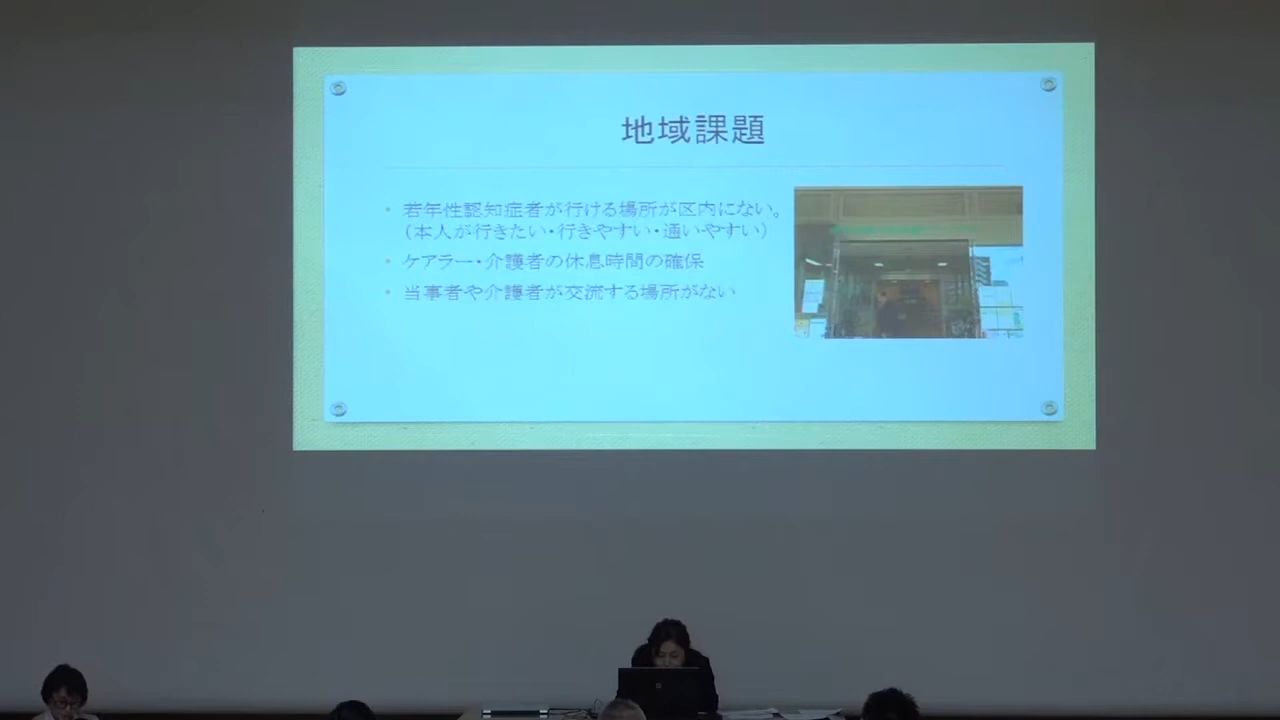 地域課題
• 若年性認知症者が行ける場所が区内にない。
（本人が行きたい・行きやすい・通いやすい）
• ケアラー・介護者の休息時間の確保
• 当事者や介護者が交流する場所がない